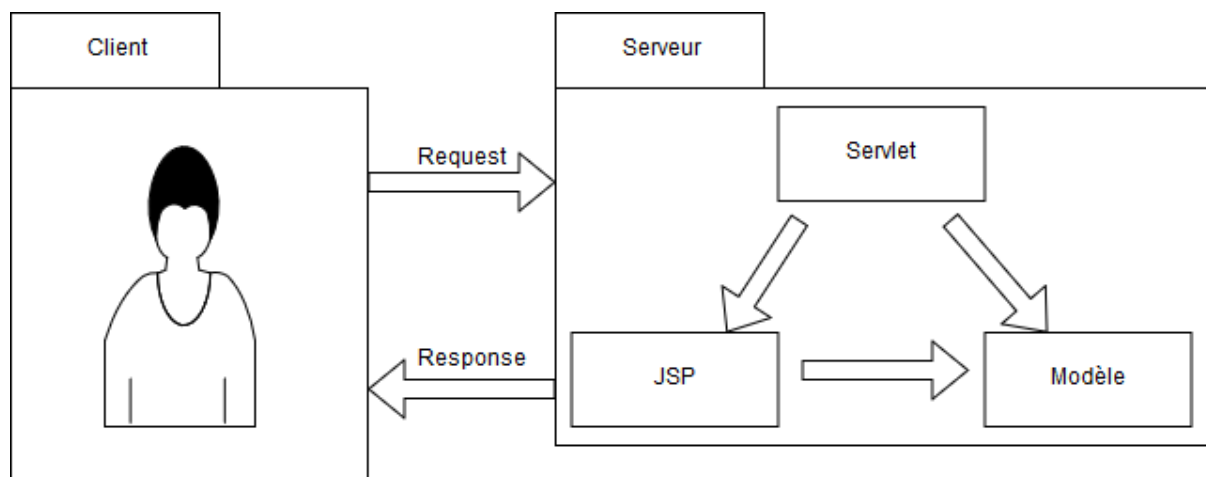 Client
Serveur
Request
Servlet
Response
JSP
Modèle